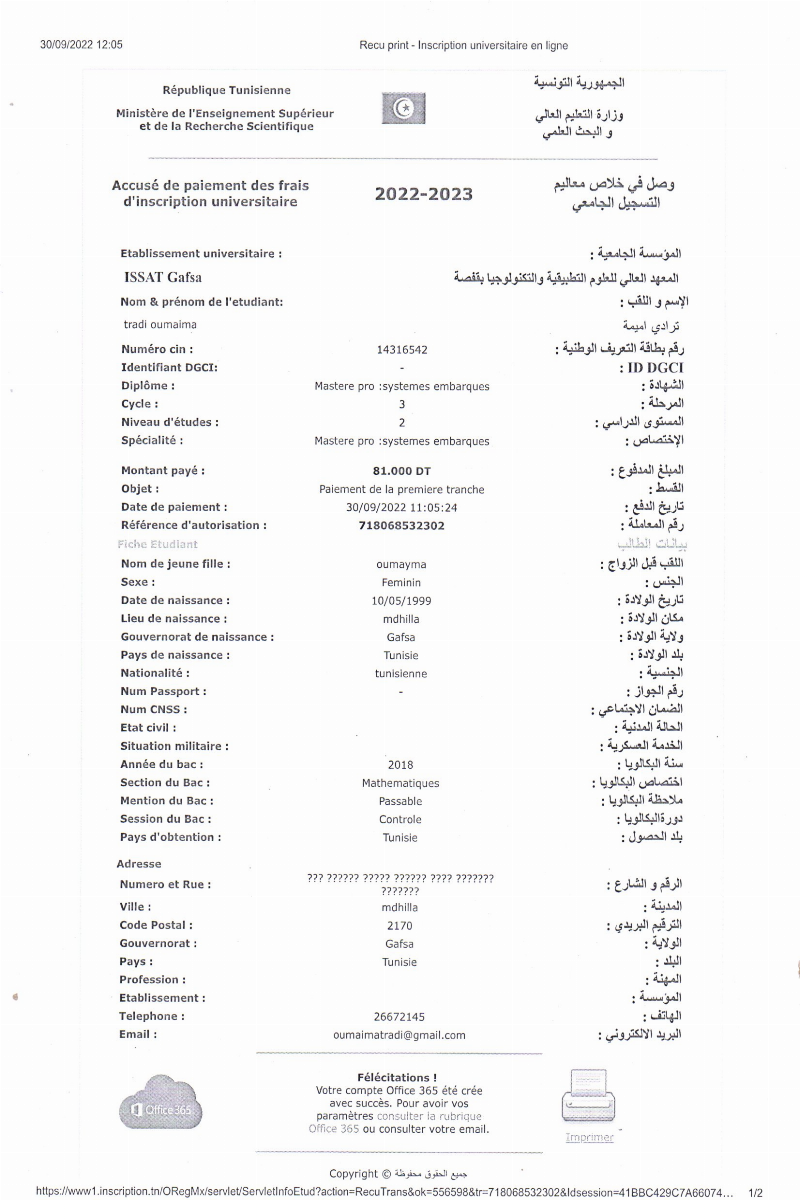 30/09/2022 12:05 Recu print - Inscription universitaire en ligne
République Tunisienne الجمهورية التونسية
Ministère de l'Enseignement Supérieur وزارة التعليم العالي
et de la Recherche Scientifique و البحث العلمي
Accusé de paiement des frais 2022-2023 وصل في خلاص معاليم
d'inscription universitaire التسجيل الجامعي
Etablissement universitaire : المؤسسة الجامعية :
ISSAT Gafsa المعهد العالي للعلوم التطبيقية والتكنولوجيا بقفصة
Nom & prénom de l'etudiant: الإسم و اللقب :
tradi oumaima ترادي اميمة
Numéro cin : 14316542 رقم بطاقة التعريف الوطنية :
Identifiant DGCI: - ID DGCI :
Diplôme : Mastere pro :systemes embarques الشهادة :
Cycle : 3 المرحلة :
Niveau d'études : 2 المستوى الدراسي :
Spécialité : Mastere pro :systemes embarques الإختصاص :
Montant payé : 81.000 DT المبلغ المدفوع :
Objet : Paiement de la premiere tranche القسط :
Date de paiement : 30/09/2022 11:05:24 تاريخ الدفع :
Référence d'autorisation : 718068532302 رقم المعاملة :
Fiche Etudiant بيانات الطالب
Nom de jeune fille : oumayma اللقب قبل الزواج :
Sexe : Feminin الجنس :
Date de naissance : 10/05/1999 تاريخ الولادة :
Lieu de naissance : mdhilla مكان الولادة :
Gouvernorat de naissance : Gafsa ولاية الولادة :
Pays de naissance : Tunisie بلد الولادة :
Nationalité : tunisienne الجنسية :
Num Passport : - رقم الجواز :
Num CNSS : الضمان الاجتماعي :
Etat civil : الحالة المدنية :
Situation militaire : الخدمة العسكرية :
Année du bac : 2018 سنة البكالوبا :
Section du Bac : Mathematiques اختصاص البكالوبا :
Mention du Bac : Passable ملاحظة البكالوبا :
Session du Bac : Controle دورةالبكالوبا :
Pays d'obtention : Tunisie بلد الحصول :
Adresse
Numero et Rue : ??? ?????? ????? ?????? ???? ??????? الرقم و الشارع :
???????
Ville : mdhilla المدينة :
Code Postal : 2170 الترقيم البريدي :
Gouvernorat : Gafsa الولاية :
Pays : Tunisie البلد :
Profession : المهنة :
Etablissement : المؤسسة :
Telephone : 26672145 الهاتف :
Email : oumaimatradi@gmail.com البريد الالكتروني :
Félécitations !
Votre compte Office 365 été crée
avec succès. Pour avoir vos
paramètres consulter la rubrique
Office 365 ou consulter votre email.
Office 365
Imprimer
Copyright © جميع الحقوق محفوظة
https://www1.inscription.tn/ORegMx/servlet/ServletInfoEtud?action=RecuTrans&ok=556598&tr=718068532302&Idsession=41BBC429C7A66074... 1/2